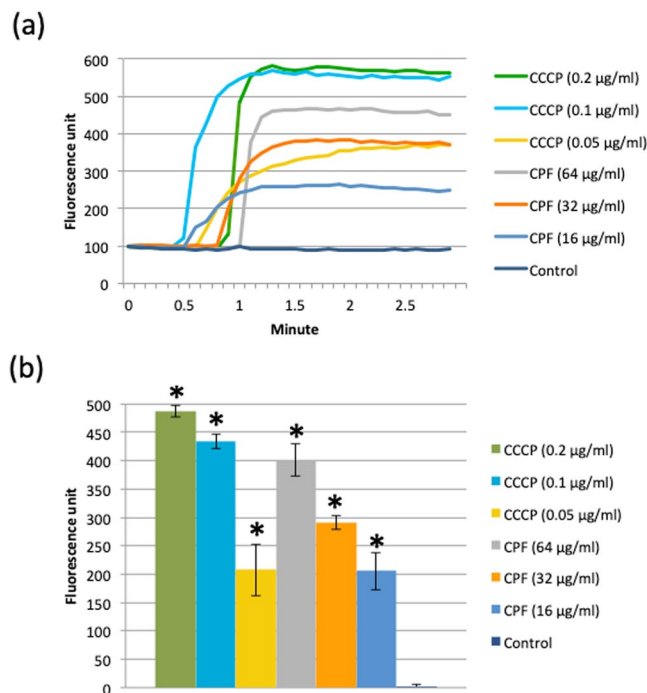 (a)
Fluorescence unit
600
500
400
300
200
100
0
0 0.5 1 1.5 2 2.5
Minute
CCCP (0.2 µg/ml)
CCCP (0.1 µg/ml)
CCCP (0.05 µg/ml)
CPF (64 µg/ml)
CPF (32 µg/ml)
CPF (16 µg/ml)
Control
(b)
Fluorescence unit
500
450
400
350
300
250
200
150
100
50
0
* * * * * *
CCCP (0.2 µg/ml)
CCCP (0.1 µg/ml)
CCCP (0.05 µg/ml)
CPF (64 µg/ml)
CPF (32 µg/ml)
CPF (16 µg/ml)
Control